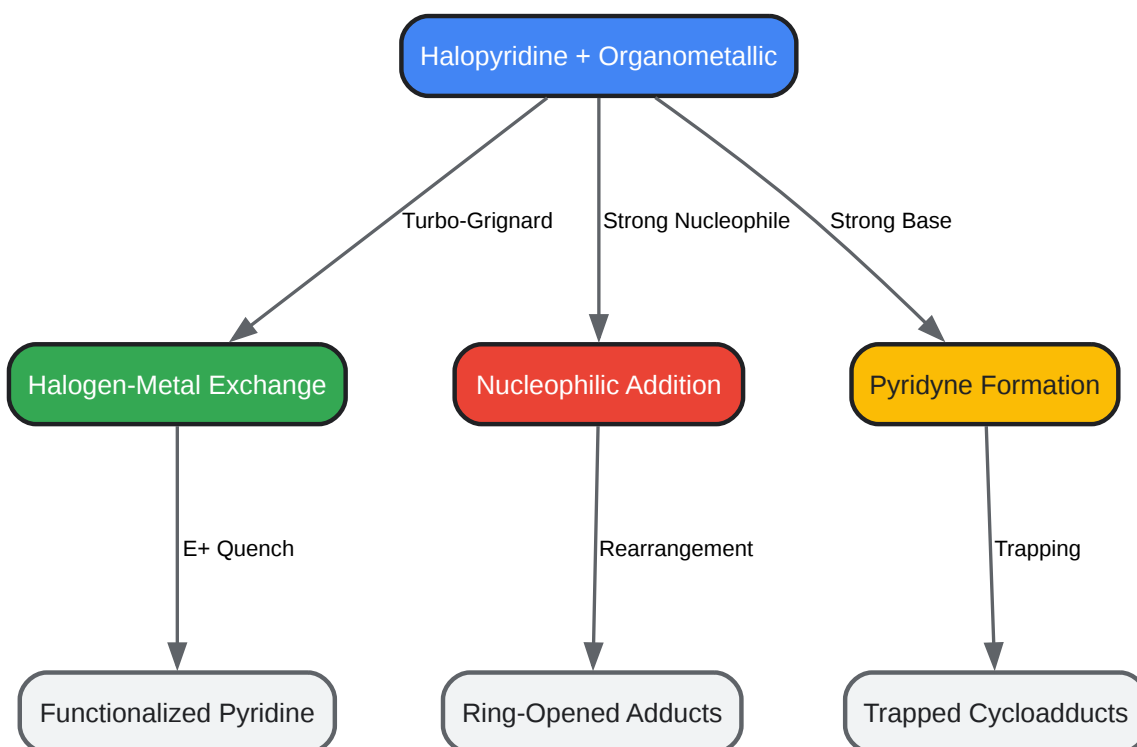 Halopyridine + Organometallic
Turbo-Grignard
Strong Nucleophile
Strong Base
Halogen-Metal Exchange
Nucleophilic Addition
Pyridyne Formation
E+ Quench
Rearrangement
Trapping
Functionalized Pyridine
Ring-Opened Adducts
Trapped Cycloadducts